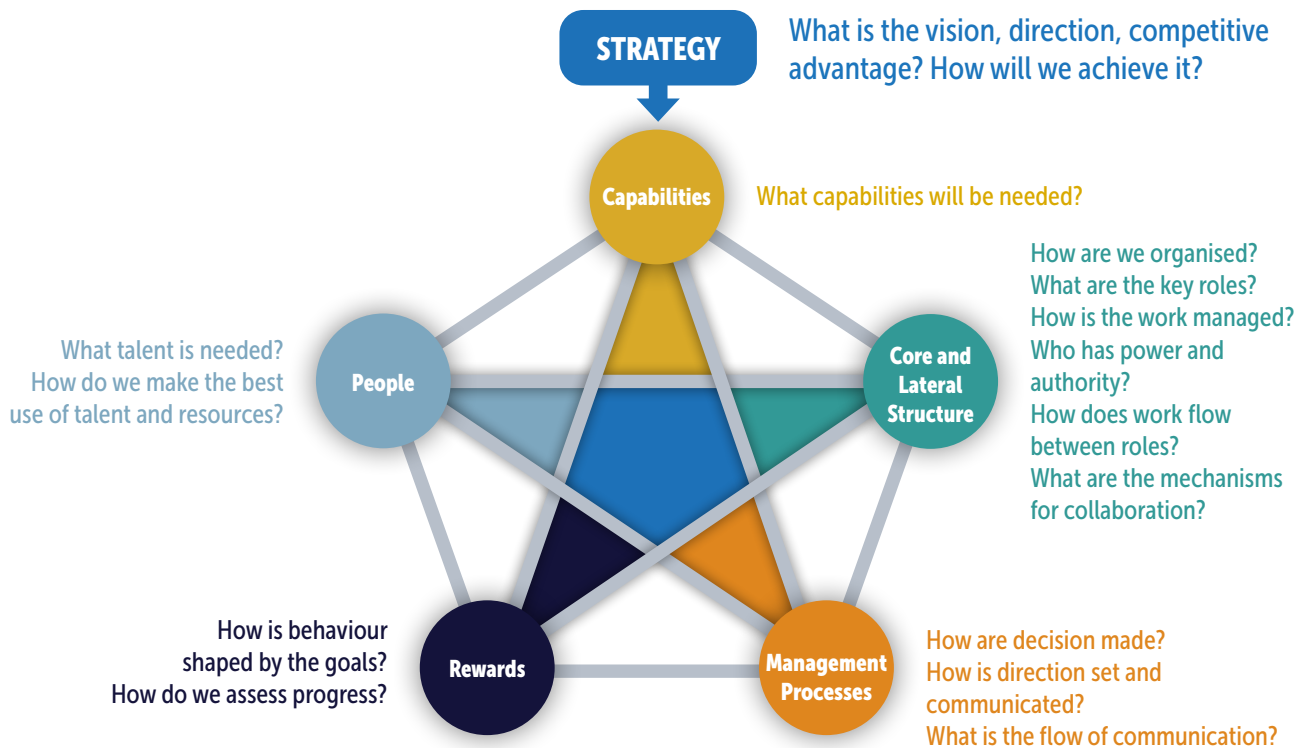 STRATEGY
What is the vision, direction, competitive
advantage? How will we achieve it?
Capabilities
What capabilities will be needed?
Core and
Lateral
Structure
How are we organised?
What are the key roles?
How is the work managed?
Who has power and
authority?
How does work flow
between roles?
What are the mechanisms
for collaboration?
What talent is needed?
How do we make the best
use of talent and resources?
People
How is behaviour
shaped by the goals?
How do we assess progress?
Rewards
Management
Processes
How are decision made?
How is direction set and
communicated?
What is the flow of communication?